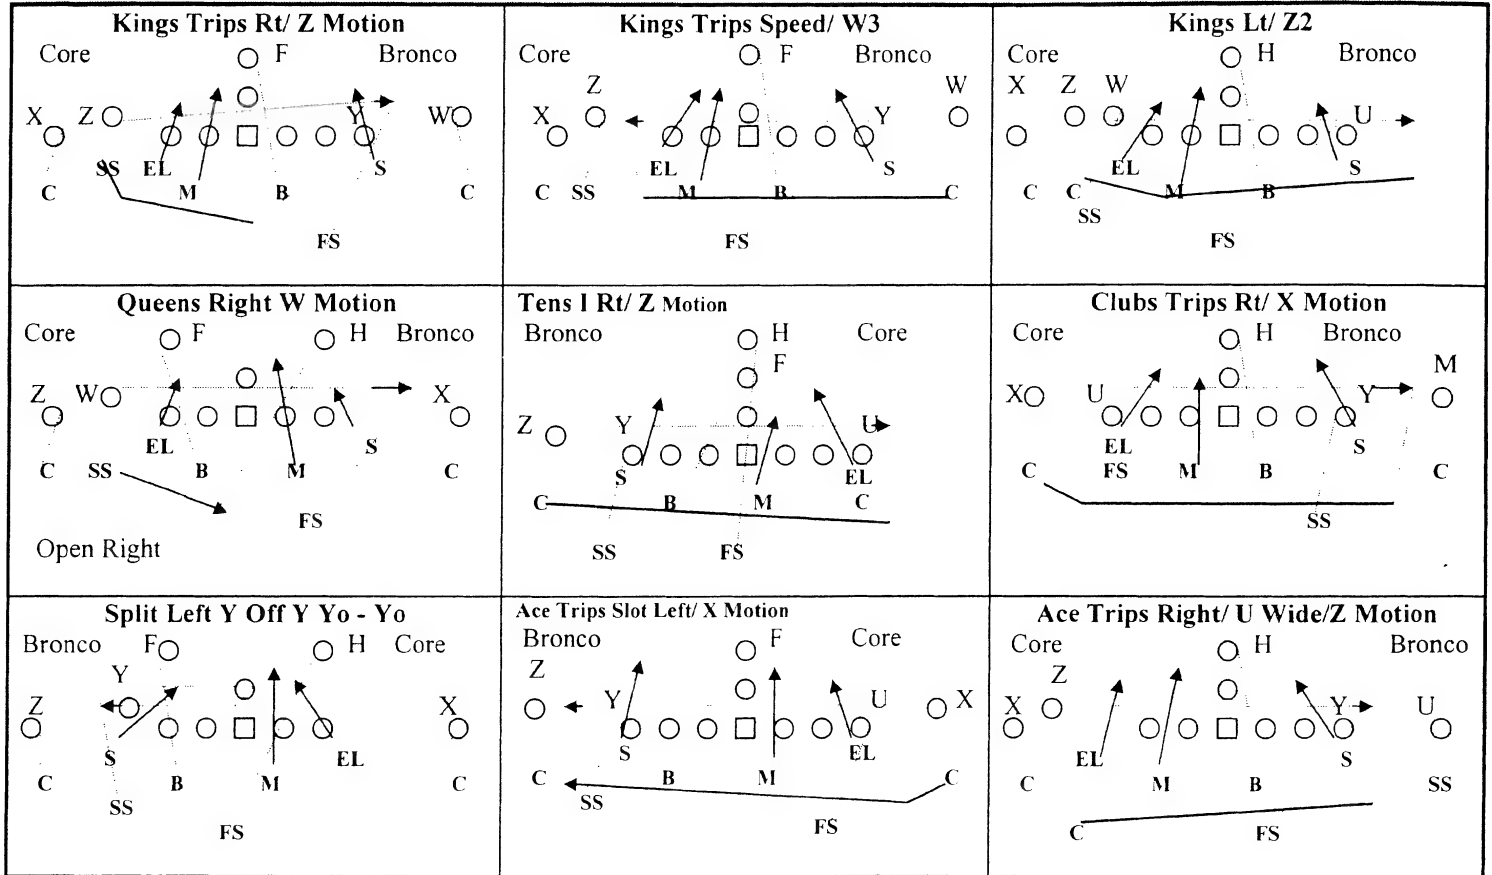 Kings Trips Rt/ Z Motion
Core F Bronco
X Z Y W
SS EL S
C M B C
FS
Kings Trips Speed/ W3
Core F Bronco
Z W
X Y
EL S
C SS M B C
FS
Kings Lt/ Z2
Core H Bronco
X Z W U
EL S
C C M B
SS
FS
Queens Right W Motion
Core F H Bronco
Z W X
EL S
C SS B M C
FS
Open Right
Tens I Rt/ Z Motion
Bronco H Core
F
Z Y U
S EL
C B M C
SS FS
Clubs Trips Rt/ X Motion
Core H Bronco
M
X U Y
EL S
C FS M B C
SS
Split Left Y Off Y Yo - Yo
Bronco F H Core
Y
Z X
S EL
C B M C
SS
FS
Ace Trips Slot Left/ X Motion
Bronco F Core
Z Y U X
S EL
C B M C
SS
FS
Ace Trips Right/ U Wide/Z Motion
Core H Bronco
Z
X Y U
EL S
C M B SS
C FS